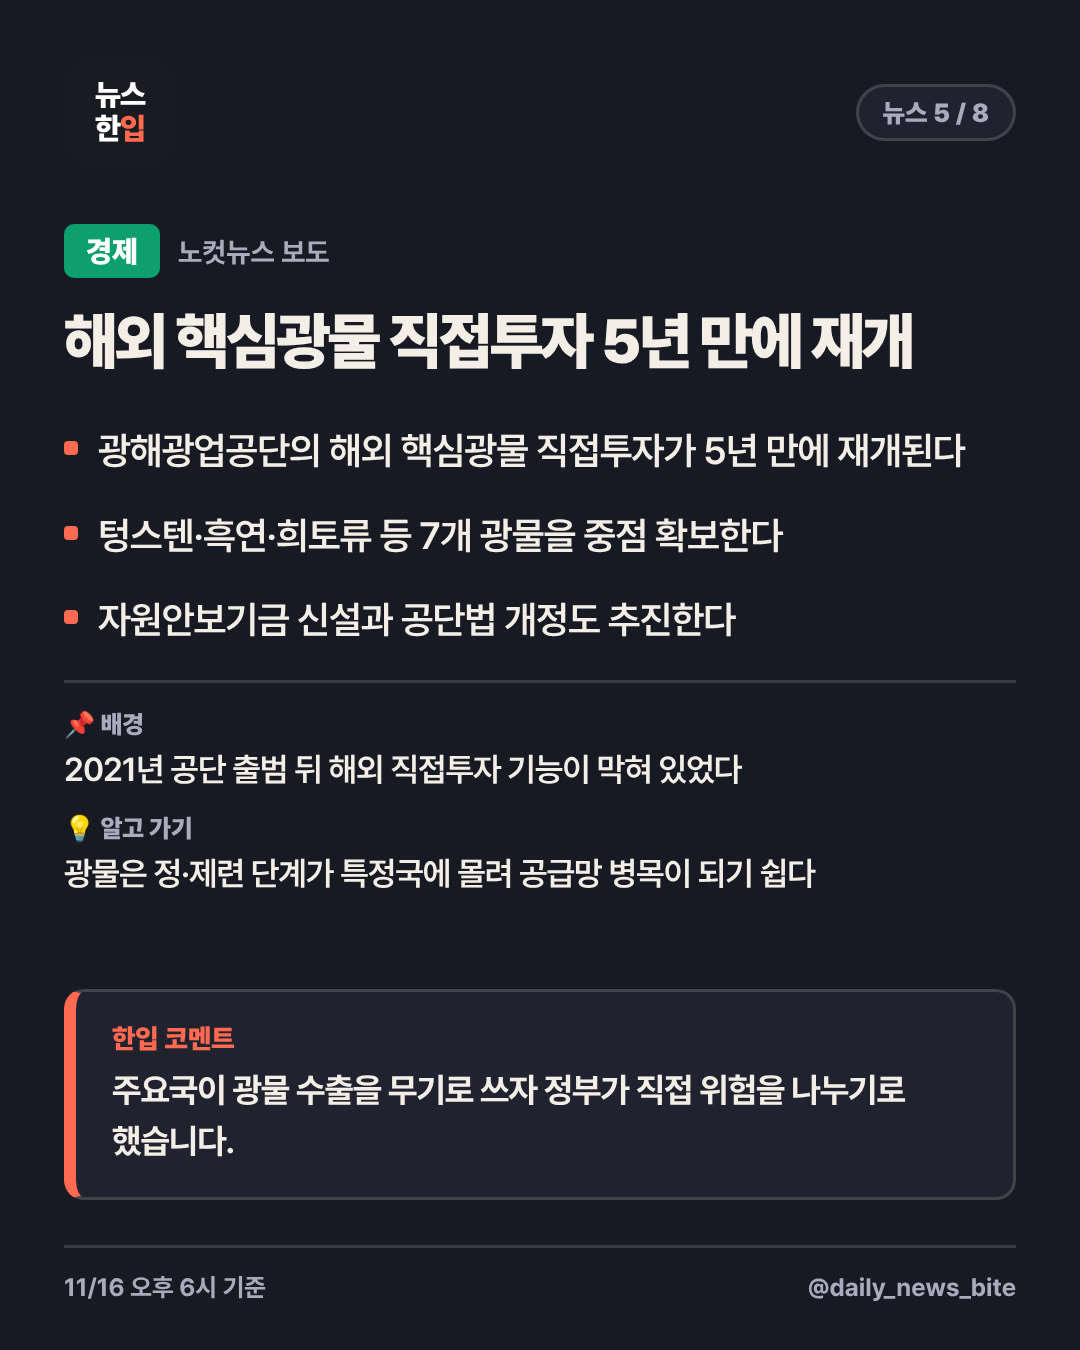 뉴스
한입
뉴스 5 / 8
경제 노컷뉴스 보도
해외 핵심광물 직접투자 5년 만에 재개
광해광업공단의 해외 핵심광물 직접투자가 5년 만에 재개된다
텅스텐·흑연·희토류 등 7개 광물을 중점 확보한다
자원안보기금 신설과 공단법 개정도 추진한다
📌 배경
2021년 공단 출범 뒤 해외 직접투자 기능이 막혀 있었다
💡 알고 가기
광물은 정·제련 단계가 특정국에 몰려 공급망 병목이 되기 쉽다
한입 코멘트
주요국이 광물 수출을 무기로 쓰자 정부가 직접 위험을 나누기로
했습니다.
11/16 오후 6시 기준
@daily_news_bite